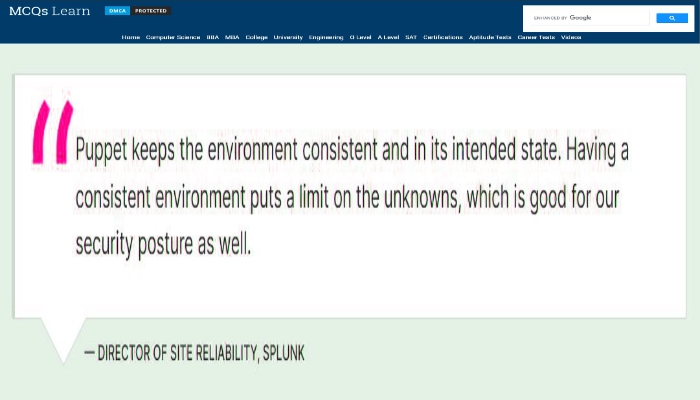 MCQs Learn
DMCA PROTECTED
ENHANCED BY Google
Home Computer Science BBA MBA College University Engineering O Level A Level SAT Certifications Aptitude Tests Career Tests Videos
Puppet keeps the environment consistent and in its intended state. Having a
consistent environment puts a limit on the unknowns, which is good for our
security posture as well.
— DIRECTOR OF SITE RELIABILITY, SPLUNK